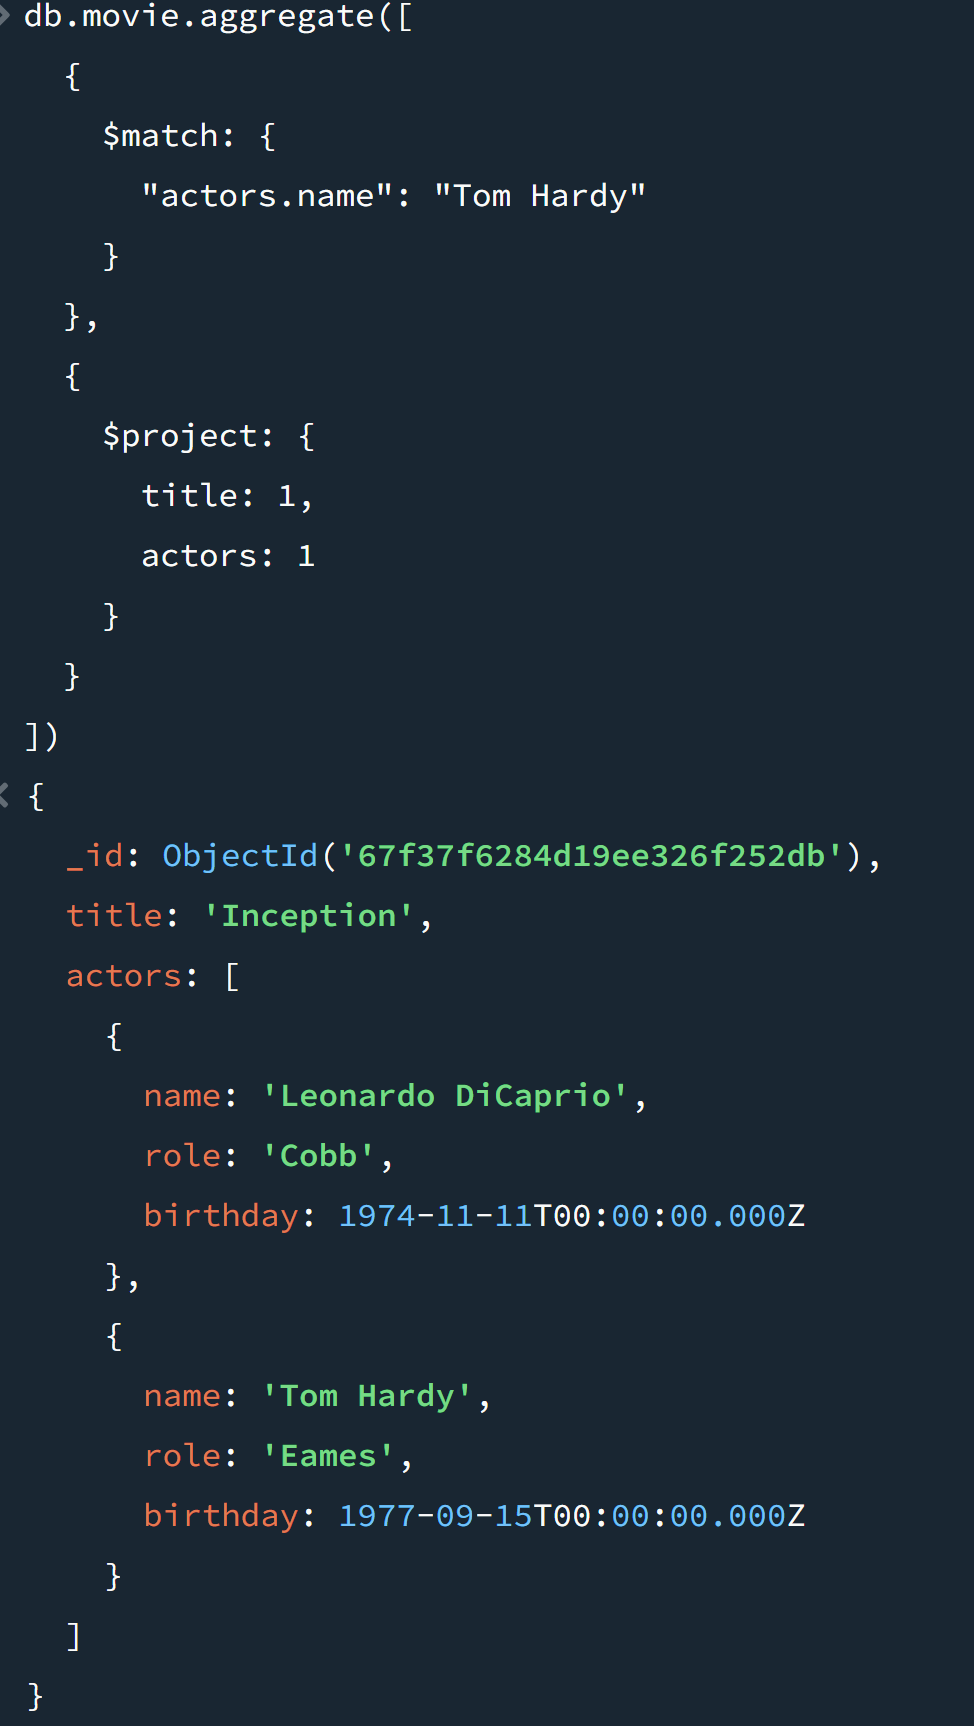 db.movie.aggregate([
{
$match: {
"actors.name": "Tom Hardy"
}
},
{
$project: {
title: 1,
actors: 1
}
}
])
{
_id: ObjectId('67f37f6284d19ee326f252db'),
title: 'Inception',
actors: [
{
name: 'Leonardo DiCaprio',
role: 'Cobb',
birthday: 1974-11-11T00:00:00.000Z
},
{
name: 'Tom Hardy',
role: 'Eames',
birthday: 1977-09-15T00:00:00.000Z
}
]
}